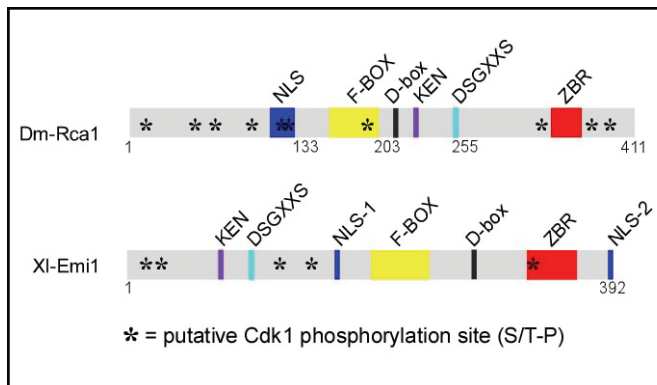 NLS F-BOX D-box KEN DSGXXS ZBR
* * * * * * * * * *
Dm-Rca1
1 133 203 255 411
KEN DSGXXS NLS-1 F-BOX D-box ZBR NLS-2
* * * * *
Xl-Emi1
1 392
* = putative Cdk1 phosphorylation site (S/T-P)